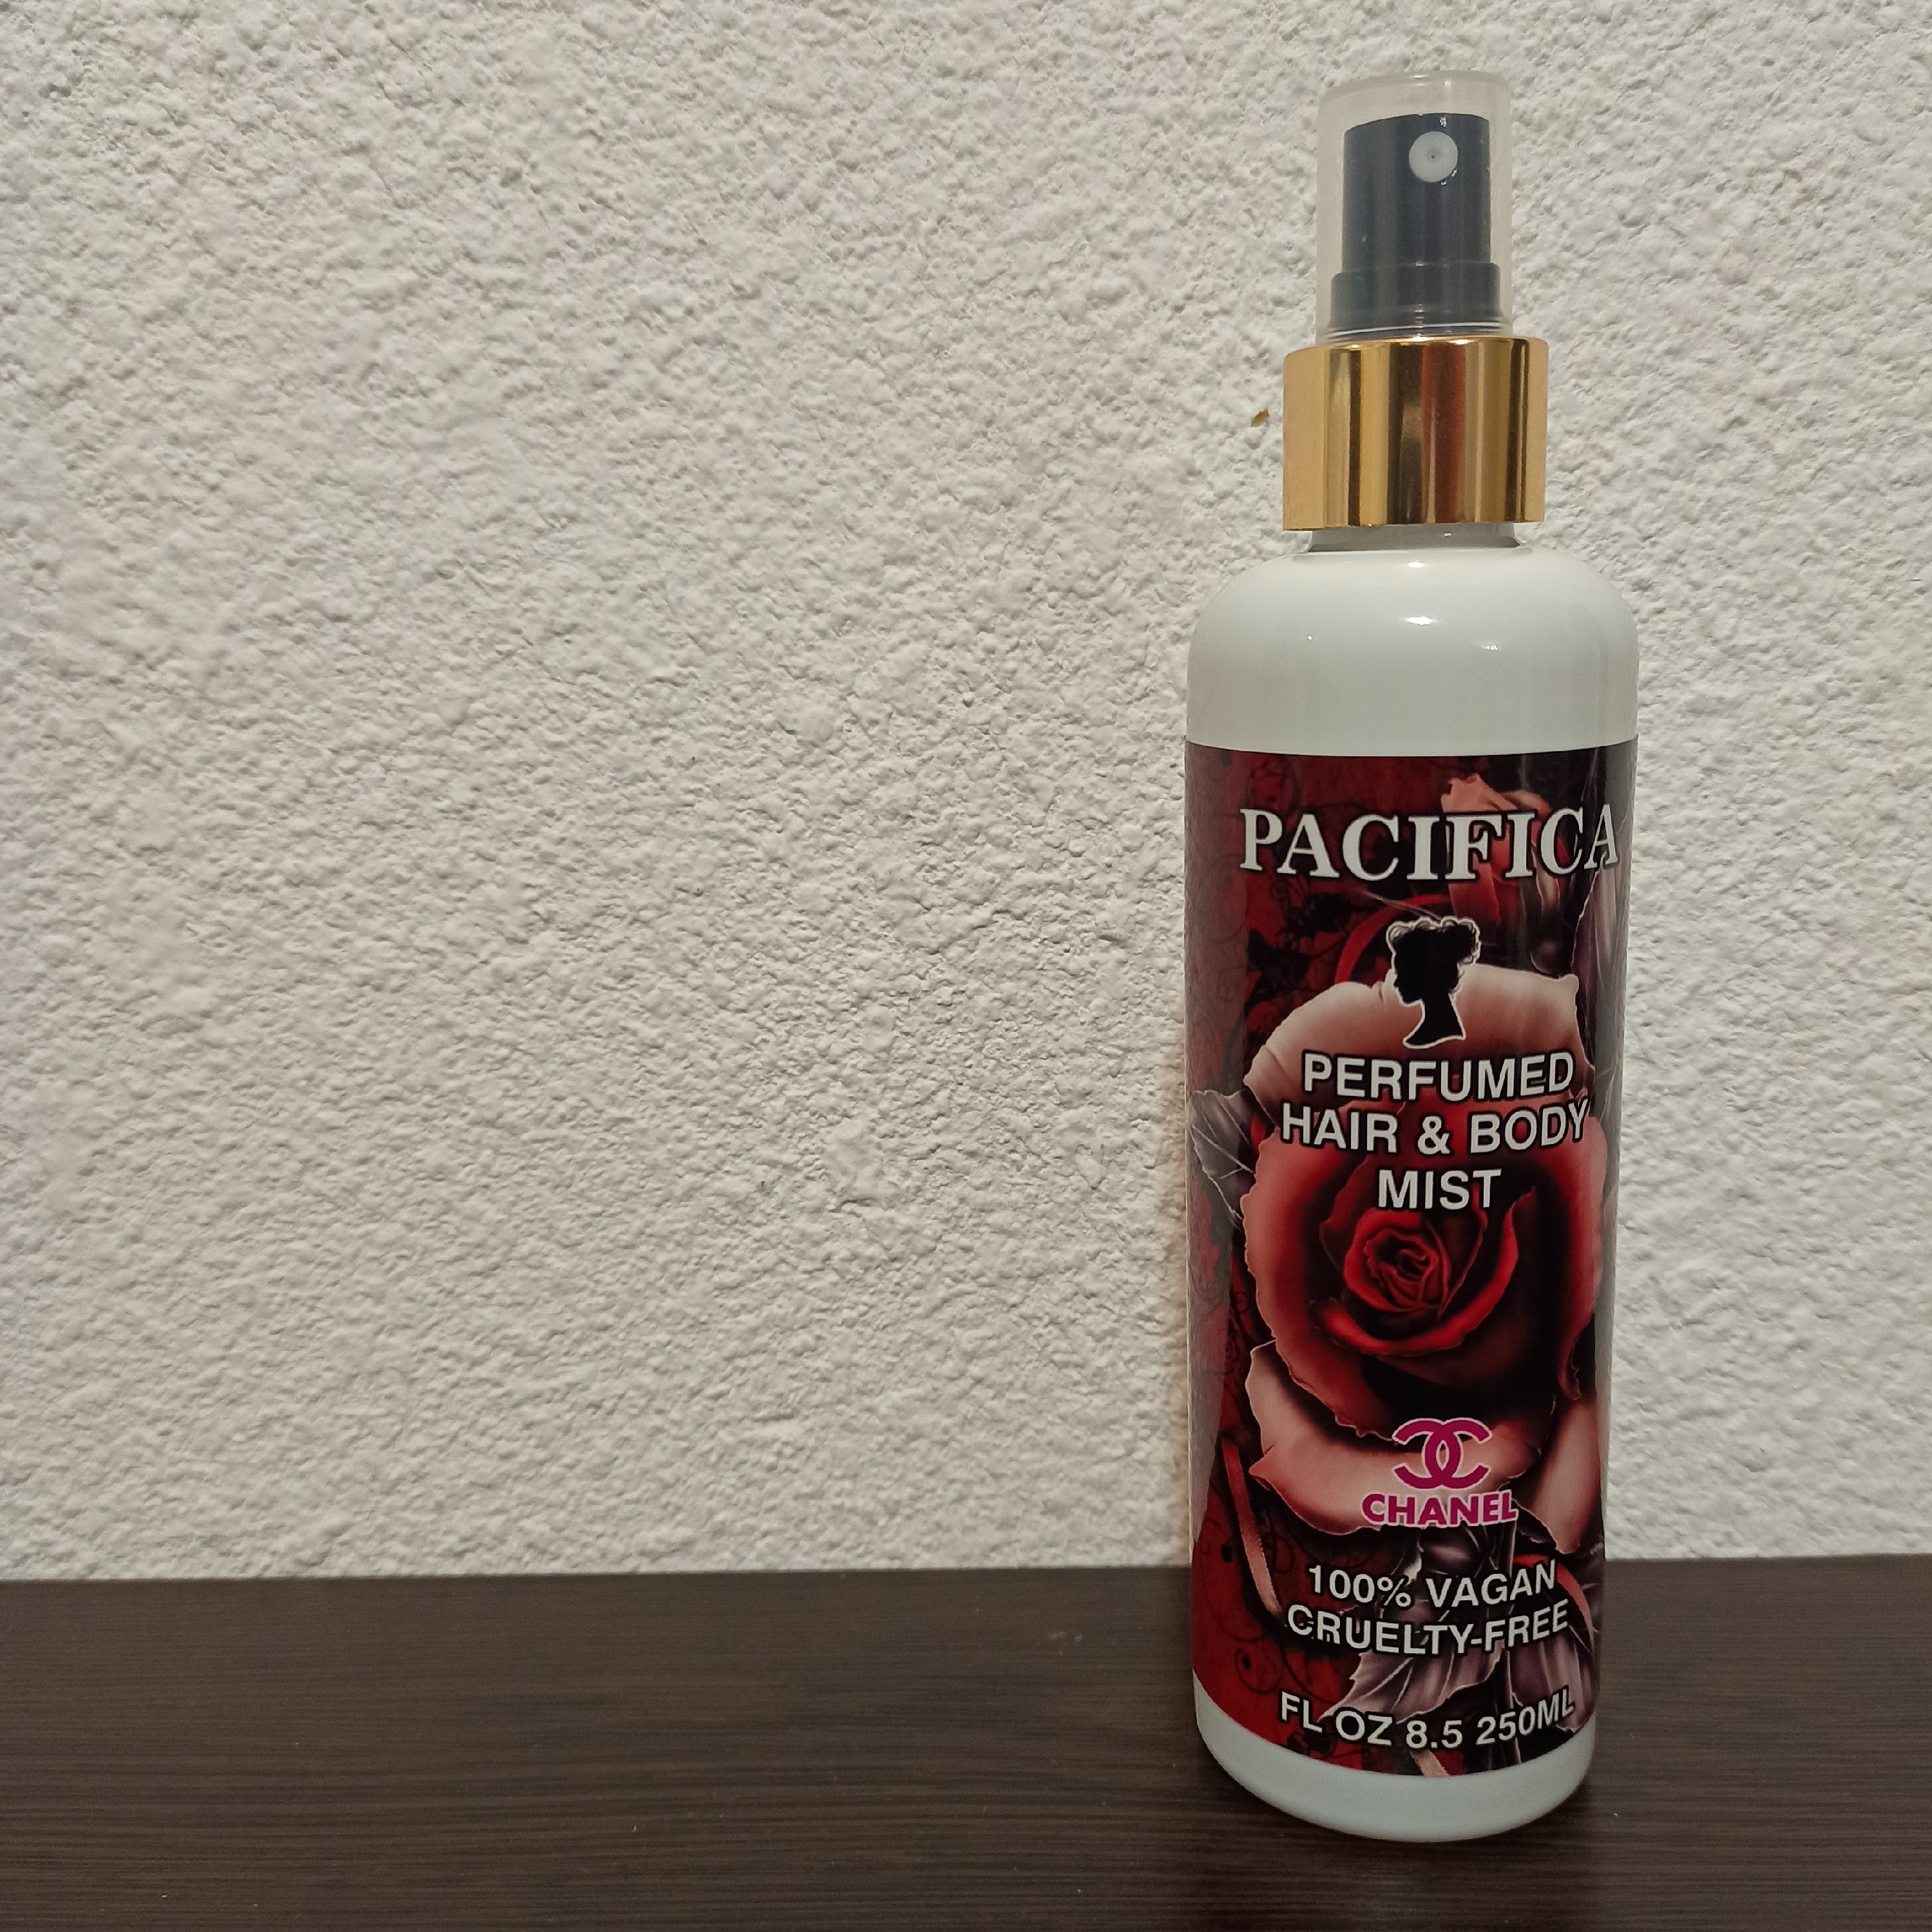 PACIFICA
PERFUMED
HAIR & BODY
MIST
CHANEL
100% VAGAN
CRUELTY-FREE
FL OZ 8.5 250ML